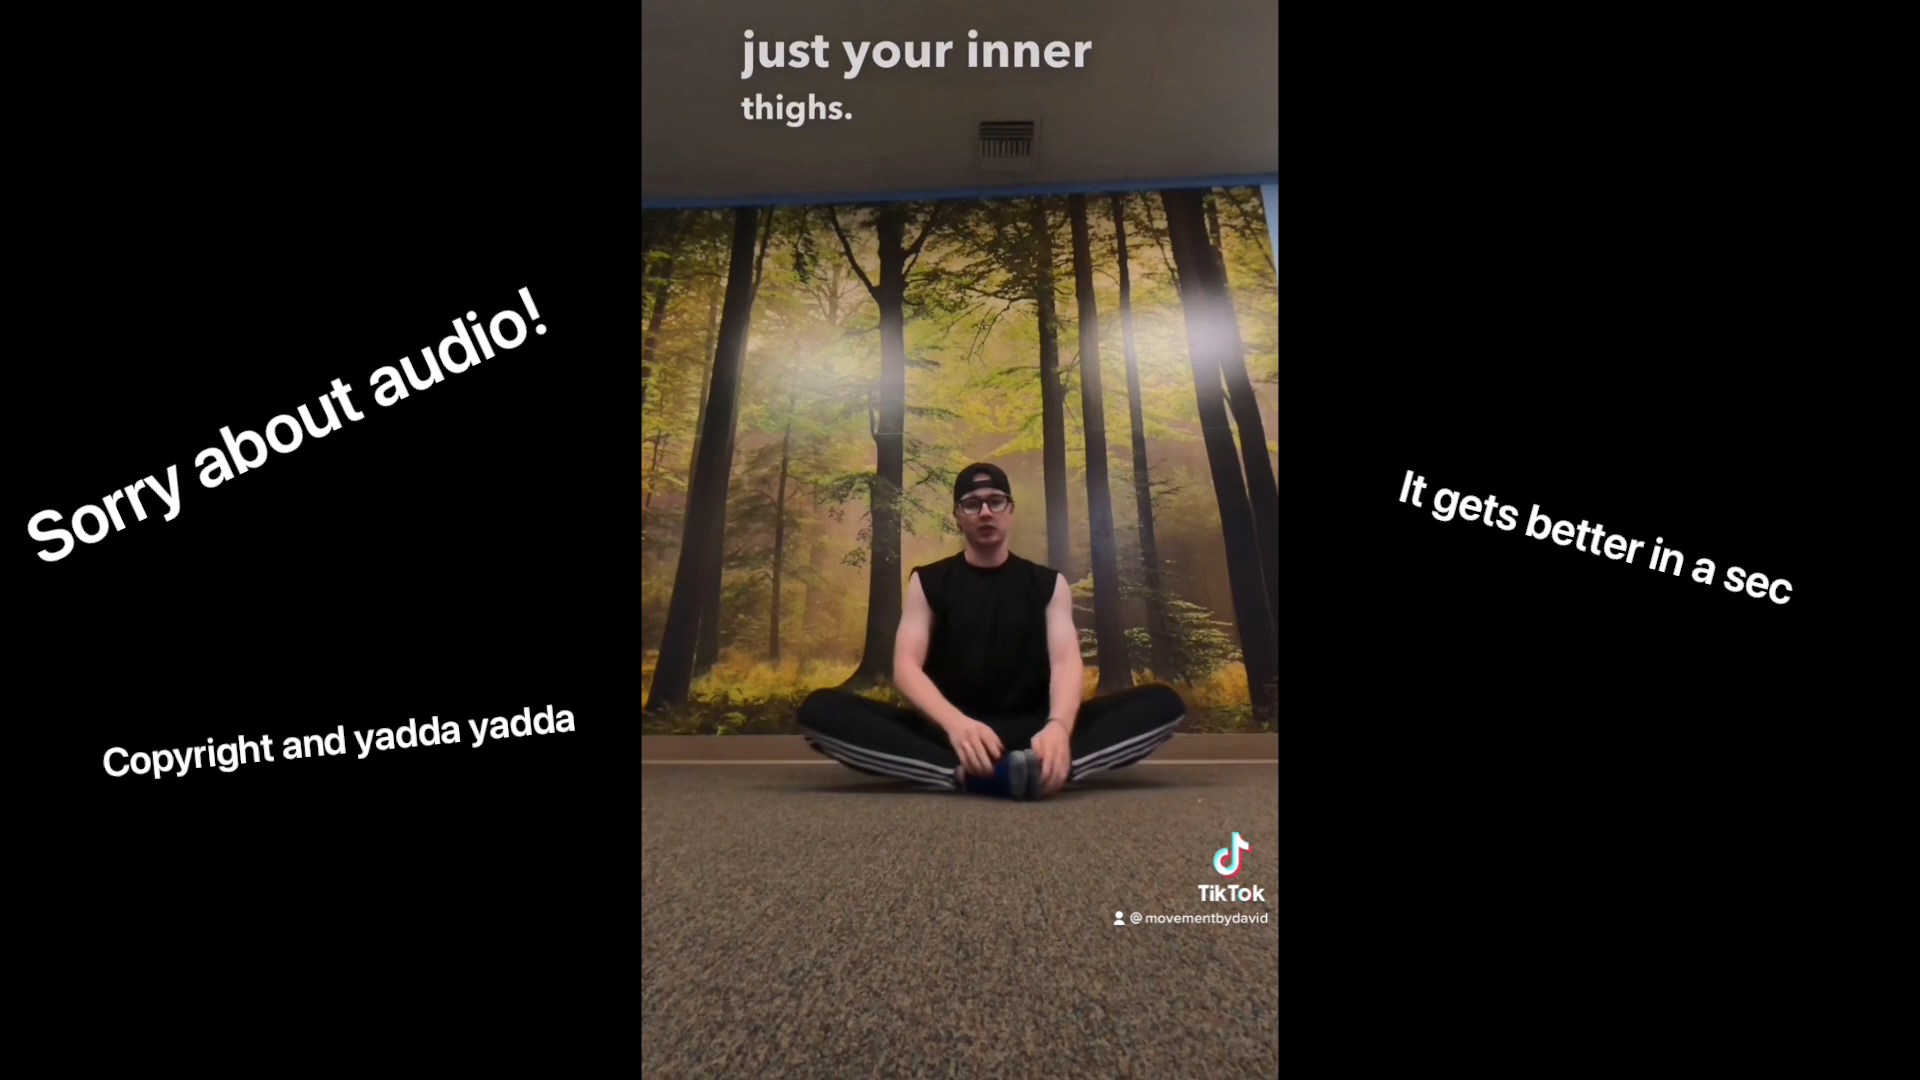 just your inner
thighs.
Sorry about audio!
It gets better in a sec
Copyright and yadda yadda
TikTok
@movementbydavid